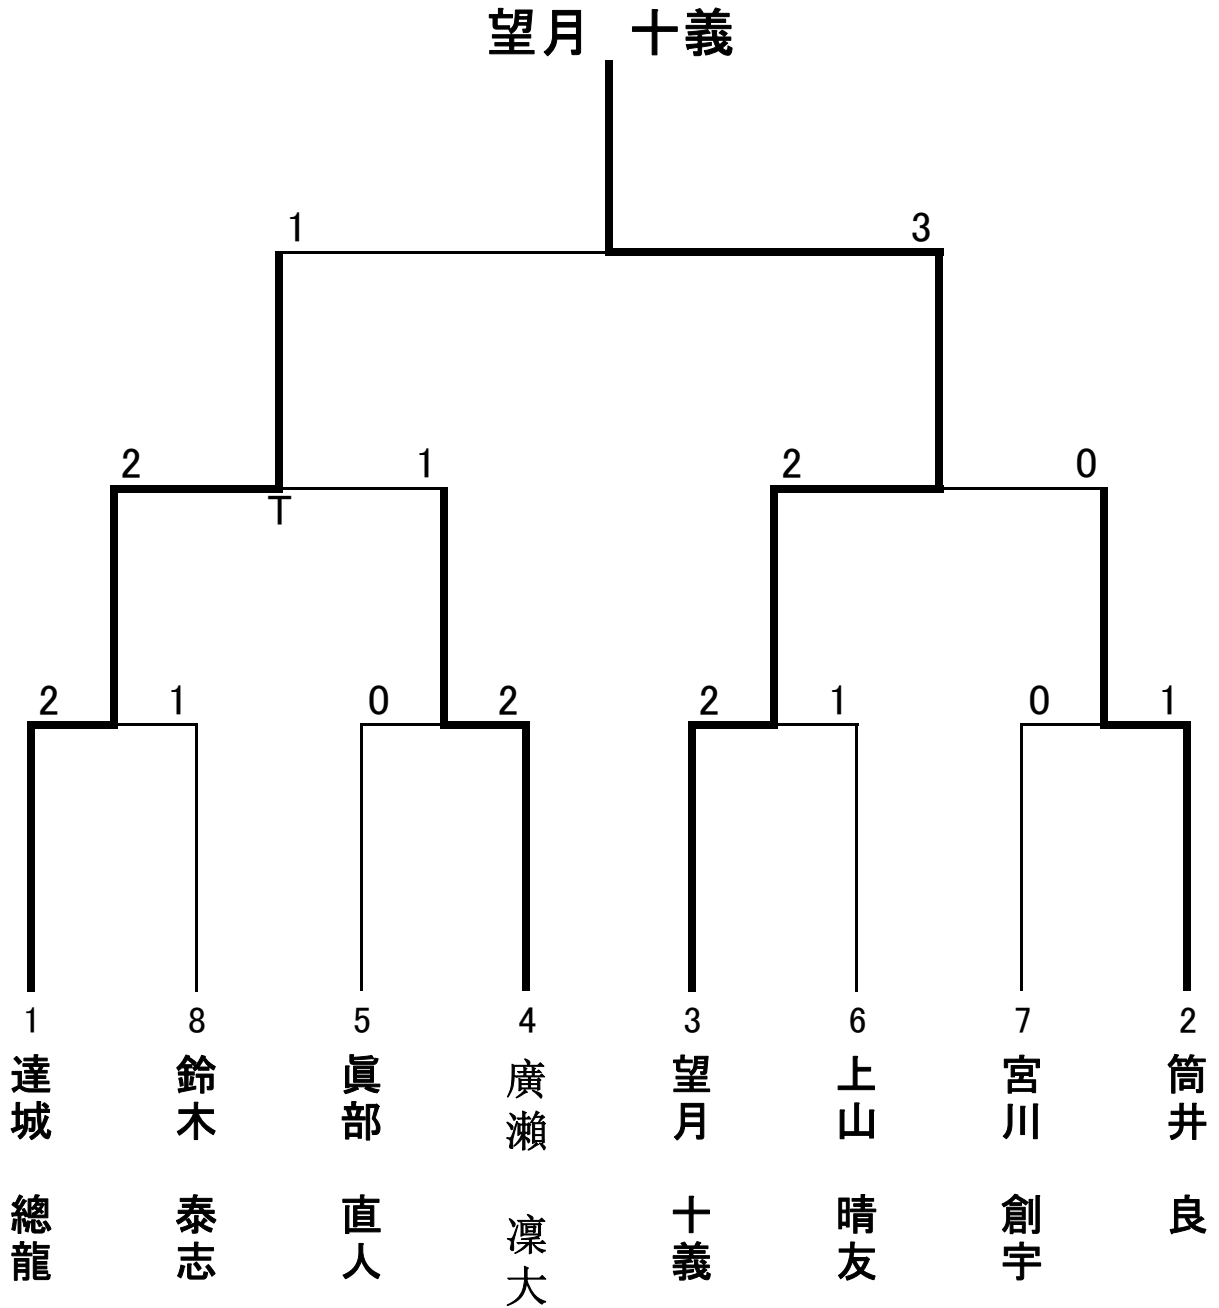 望月　十義
1 3
2 1 2 0
T
2 1 0 2 2 1 0 1
1 8 5 4 3 6 7 2
達城　總龍
鈴木　泰志
眞部　直人
廣瀨　凜大
望月　十義
上山　晴友
宮川　創宇
筒井　良